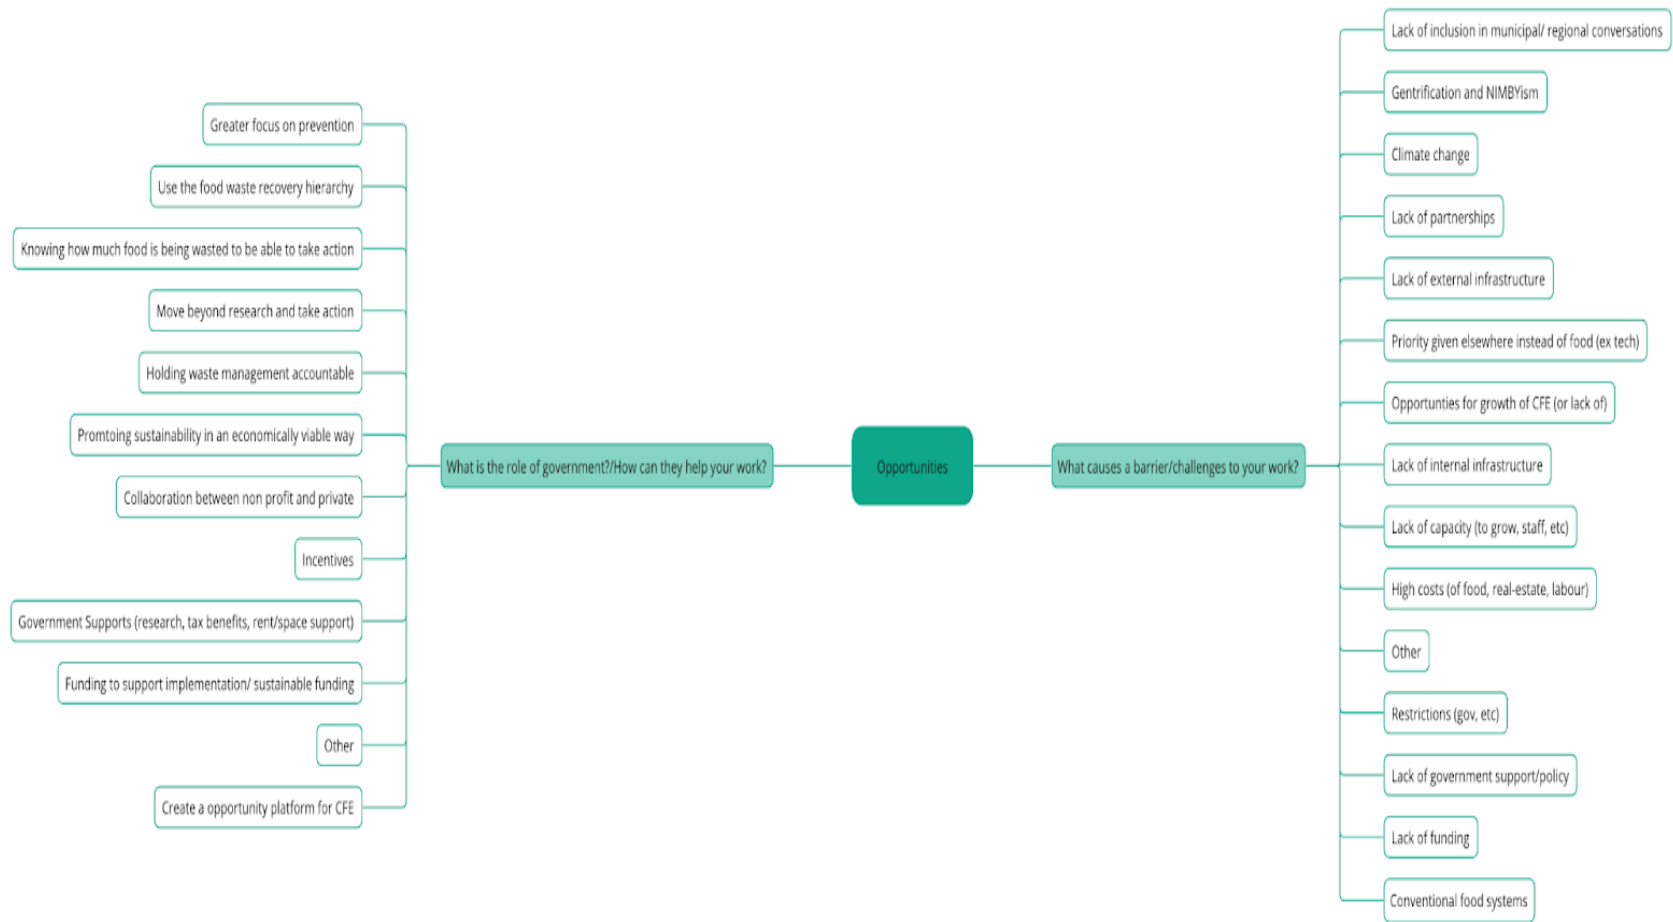 Greater focus on prevention
Use the food waste recovery hierarchy
Knowing how much food is being wasted to be able to take action
Move beyond research and take action
Holding waste management accountable
Promtoing sustainability in an economically viable way
Collaboration between non profit and private
Incentives
Government Supports (research, tax benefits, rent/space support)
Funding to support implementation/ sustainable funding
Other
Create a opportunity platform for CFE
What is the role of government?/How can they help your work?
Opportunities
What causes a barrier/challenges to your work?
Lack of inclusion in municipal/ regional conversations
Gentrification and NIMBYism
Climate change
Lack of partnerships
Lack of external infrastructure
Priority given elsewhere instead of food (ex tech)
Opportunties for growth of CFE (or lack of)
Lack of internal infrastructure
Lack of capacity (to grow, staff, etc)
High costs (of food, real-estate, labour)
Other
Restrictions (gov, etc)
Lack of government support/policy
Lack of funding
Conventional food systems